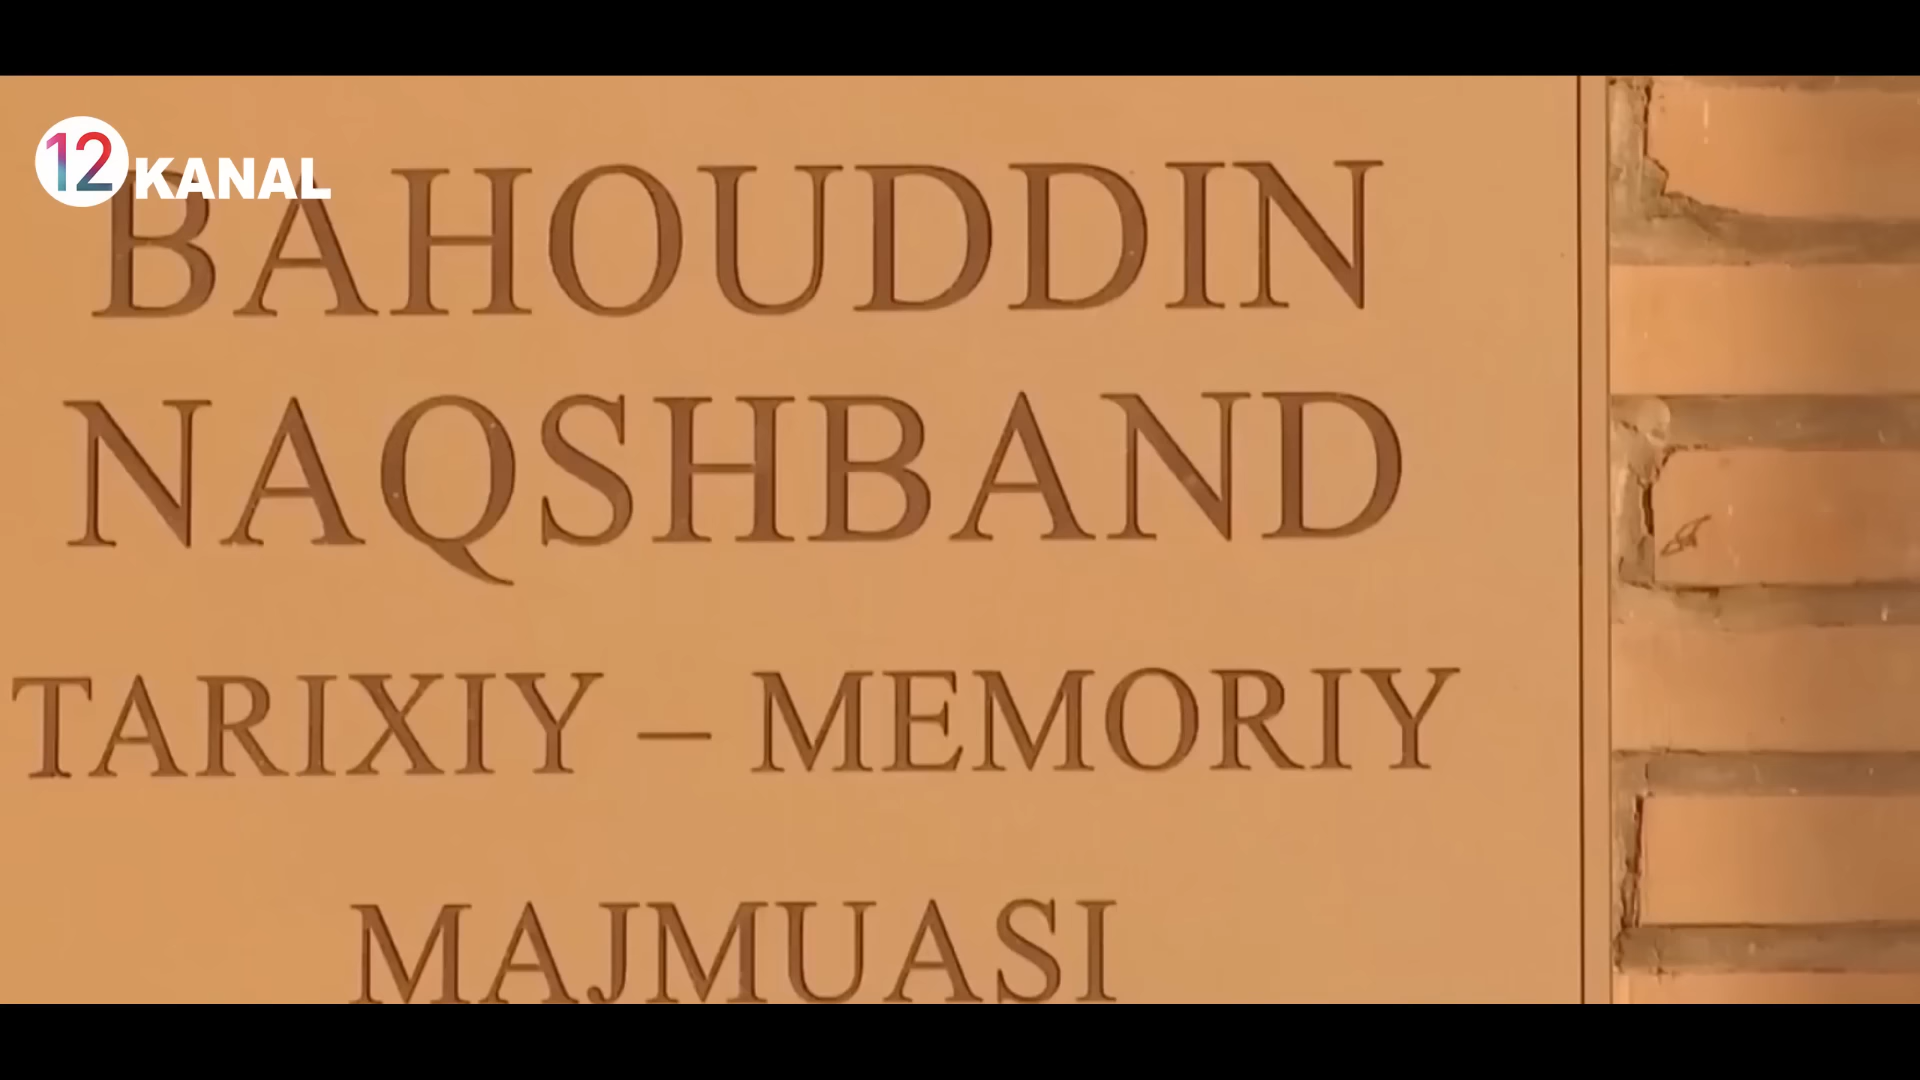 12 KANAL
BAHOUDDIN
NAQSHBAND
TARIXIY – MEMORIY
MAJMUASI